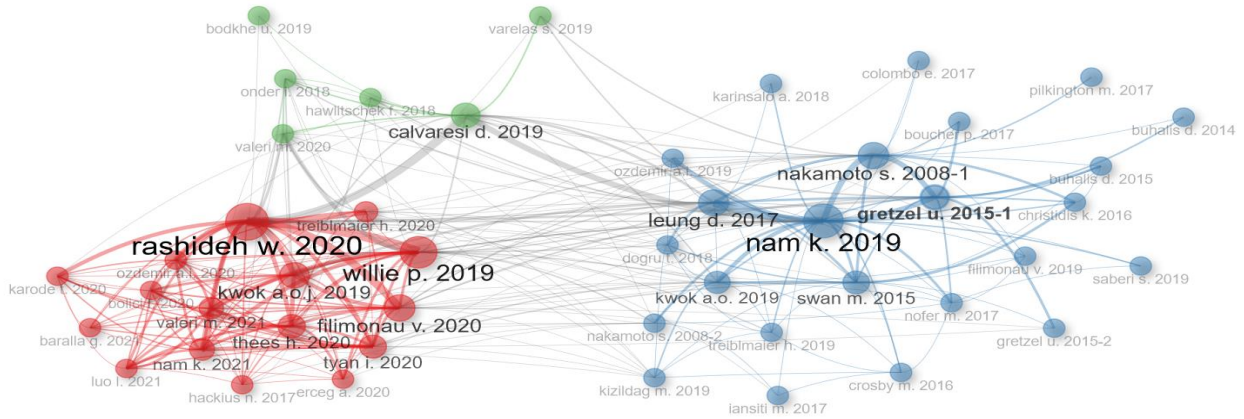 bodkhe u. 2019
varelas s. 2019
onder i. 2018
hawlitschek f. 2018
calvaresi d. 2019
valeri m. 2020
colombo e. 2017
karinsalo a. 2018
pilkington m. 2017
boucher p. 2017
buhalis d. 2014
ozdemir a.i. 2019
nakamoto s. 2008-1
buhalis d. 2015
christidis k. 2016
gretzel u. 2015-1
leung d. 2017
nam k. 2019
treiblmaier h. 2020
rashideh w. 2020
willie p. 2019
dogru t. 2018
filimonau v. 2019
saberi s. 2019
ozdemir a.i. 2020
karode t. 2020
kwok a.o.j. 2019
kwok a.o. 2019
swan m. 2015
nofer m. 2017
valeri m. 2021
filimonau v. 2020
baralla g. 2021
thees h. 2020
nakamoto s. 2008-2
treiblmaier h. 2019
gretzel u. 2015-2
nam k. 2021
tyan i. 2020
luo l. 2021
hackius n. 2017
erceg a. 2020
kizildag m. 2019
iansiti m. 2017
crosby m. 2016